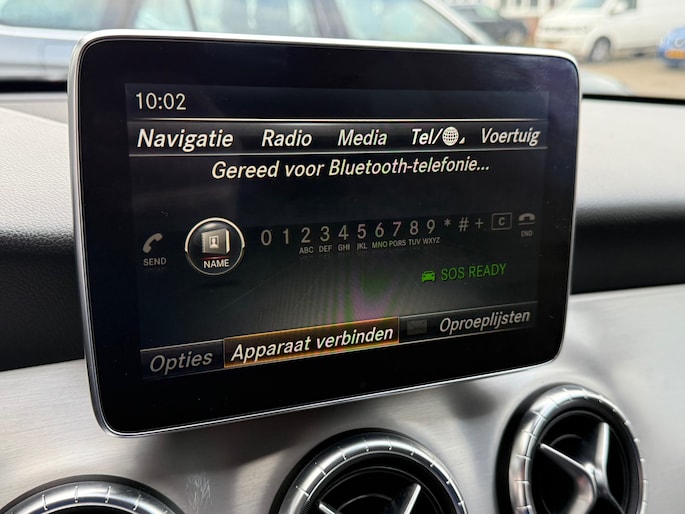 10:02
Navigatie Radio Media Tel/ Voertuig
Gereed voor Bluetooth-telefonie...
SEND NAME 0 1 2 3 4 5 6 7 8 9 * # + C END
ABC DEF GHI JKL MNO PQRS TUV WXYZ
SOS READY
Opties Apparaat verbinden Oproeplijsten